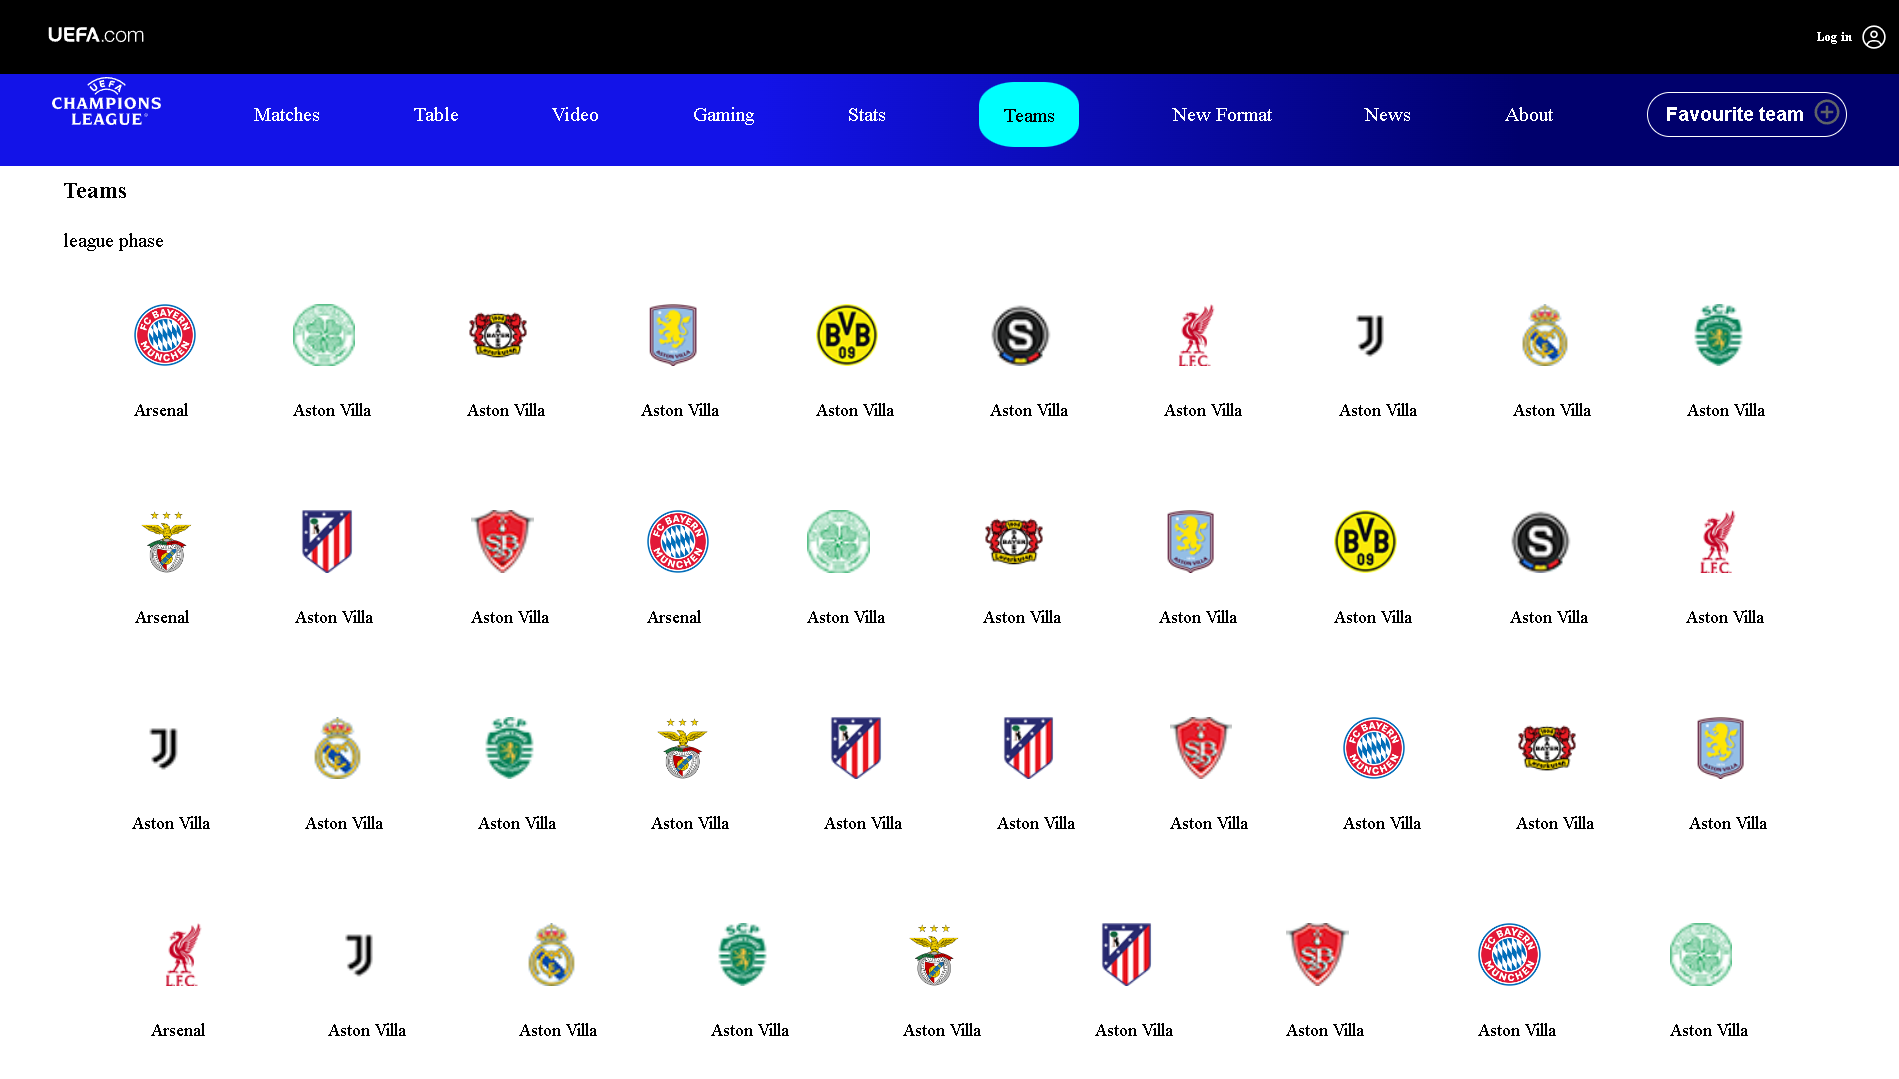 UEFA.com
Log in
UEFA
CHAMPIONS
LEAGUE
Matches Table Video Gaming Stats Teams New Format News About Favourite team
Teams
league phase
FC BAYERN MÜNCHEN
BAYER Leverkusen
ASTON VILLA
BVB 09
S
L.F.C.
SCP
Arsenal Aston Villa Aston Villa Aston Villa Aston Villa Aston Villa Aston Villa Aston Villa Aston Villa Aston Villa
SB
FC BAYERN MÜNCHEN
BAYER Leverkusen
ASTON VILLA
BVB 09
S
L.F.C.
Arsenal Aston Villa Aston Villa Arsenal Aston Villa Aston Villa Aston Villa Aston Villa Aston Villa Aston Villa
SCP
SB
FC BAYERN MÜNCHEN
BAYER Leverkusen
ASTON VILLA
Aston Villa Aston Villa Aston Villa Aston Villa Aston Villa Aston Villa Aston Villa Aston Villa Aston Villa Aston Villa
L.F.C.
SCP
SB
FC BAYERN MÜNCHEN
Arsenal Aston Villa Aston Villa Aston Villa Aston Villa Aston Villa Aston Villa Aston Villa Aston Villa